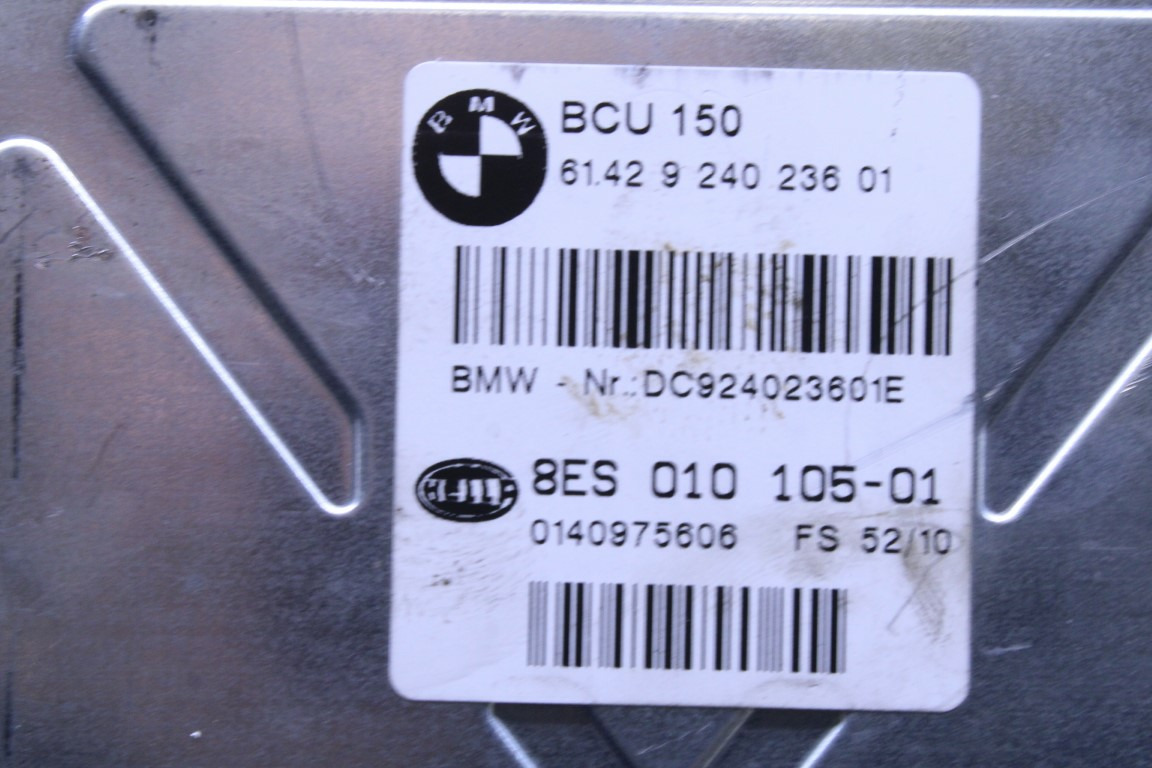 BMW
BCU 150
61.42 9 240 236 01
BMW - Nr.: DC924023601E
HELLA
8ES 010 105-01
0140975606 FS 52/10